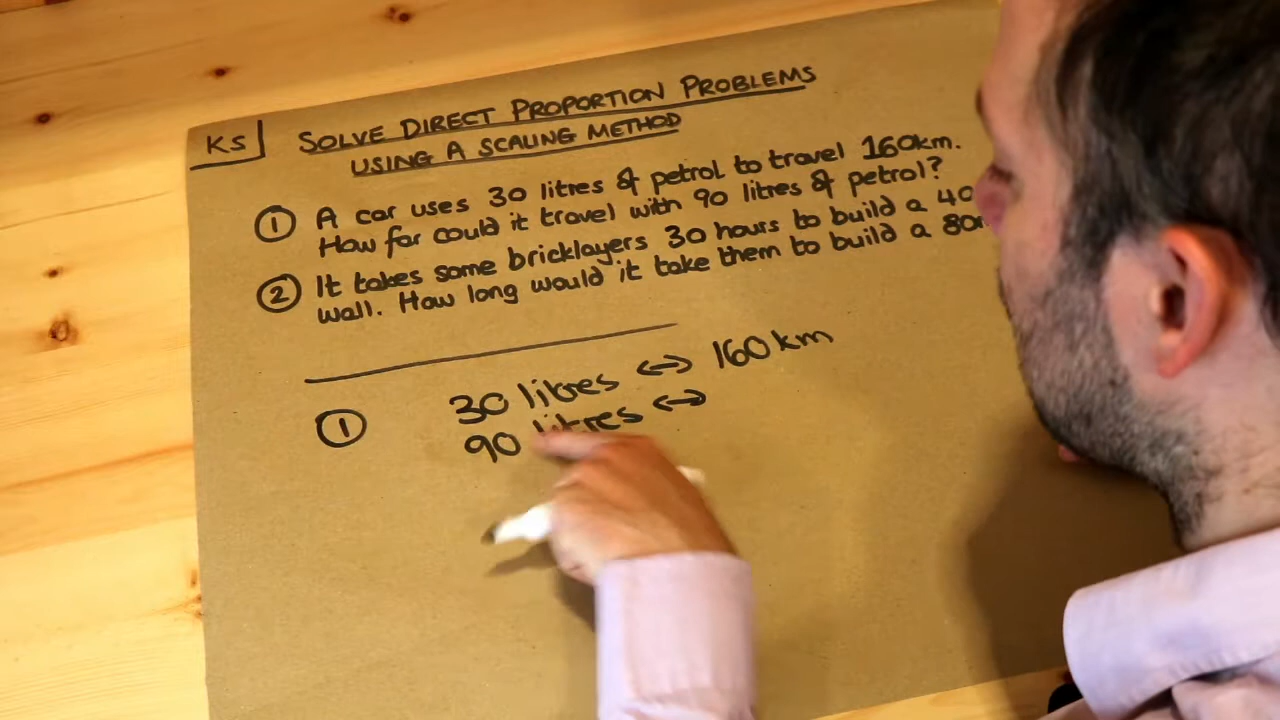 KS
SOLVE DIRECT PROPORTION PROBLEMS
USING A SCALING METHOD
① A car uses 30 litres of petrol to travel 160km.
How far could it travel with 90 litres of petrol?
② It takes some bricklayers 30 hours to build a 40
wall. How long would it take them to build a 80m
① 30 litres ↔ 160km
90 litres ↔